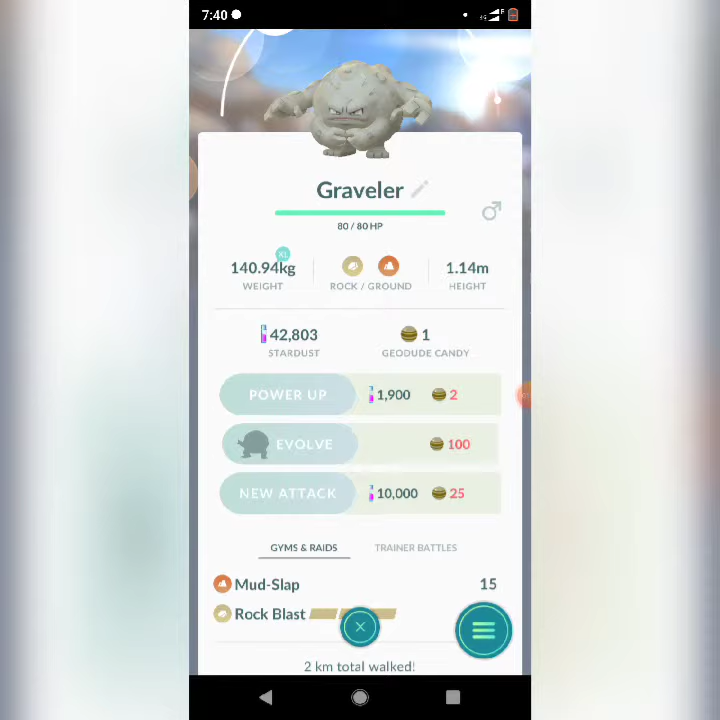 7:40
Graveler
80 / 80 HP
XL
140.94kg
WEIGHT
ROCK / GROUND
1.14m
HEIGHT
42,803
STARDUST
1
GEODUDE CANDY
POWER UP 1,900 2
EVOLVE 100
NEW ATTACK 10,000 25
GYMS & RAIDS TRAINER BATTLES
Mud-Slap 15
Rock Blast
2 km total walked!